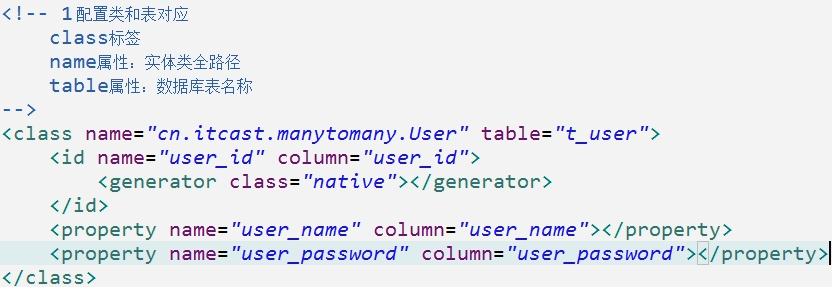 <!-- 1配置类和表对应
class标签
name属性：实体类全路径
table属性：数据库表名称
-->
<class name="cn.itcast.manytomany.User" table="t_user">
<id name="user_id" column="user_id">
<generator class="native"></generator>
</id>
<property name="user_name" column="user_name"></property>
<property name="user_password" column="user_password"></property>
</class>